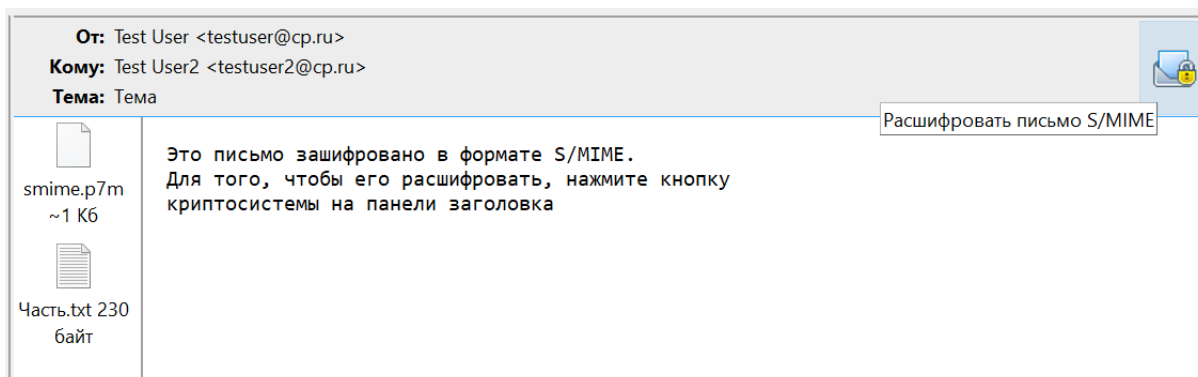 От: Test User <testuser@cp.ru>
Кому: Test User2 <testuser2@cp.ru>
Тема: Тема
Расшифровать письмо S/MIME
Это письмо зашифровано в формате S/MIME.
Для того, чтобы его расшифровать, нажмите кнопку
криптосистемы на панели заголовка
smime.p7m
~1 Кб
Часть.txt 230
байт